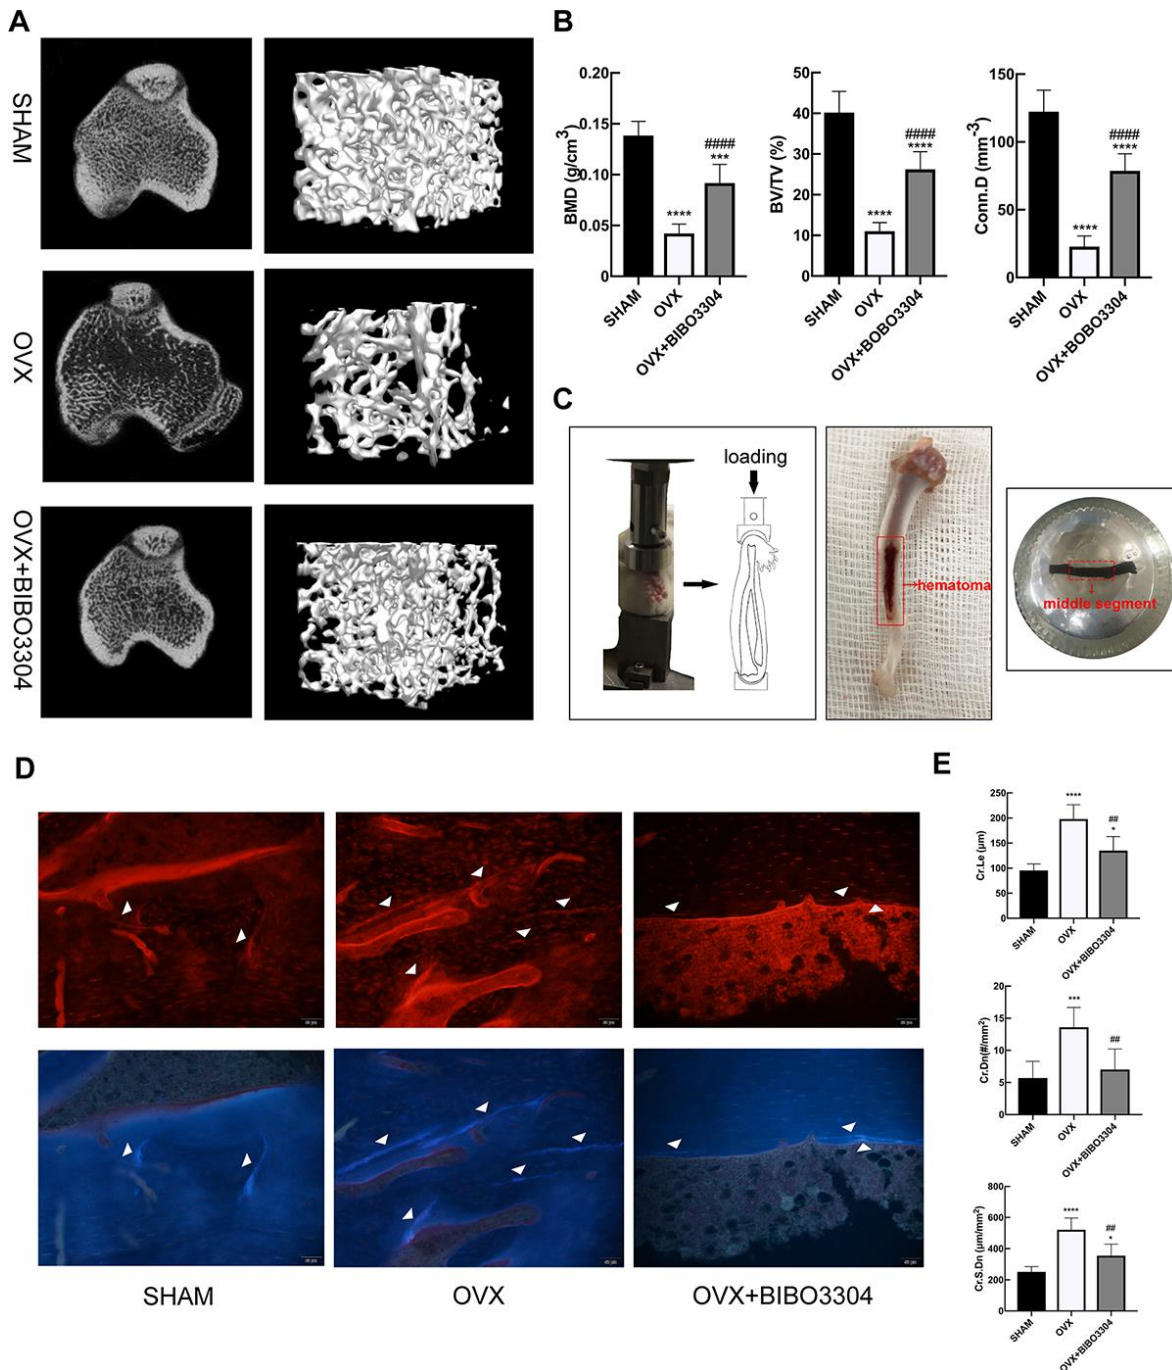 A
SHAM
OVX
OVX+BIBO3304
B
BMD (g/cm3)
0.20
0.15
0.10
0.05
0
****
####
***
SHAM
OVX
OVX+BIBO3304
BV/TV (%)
50
40
30
20
10
0
****
####
****
SHAM
OVX
OVX+BOBO3304
Conn.D (mm-3)
150
100
50
0
****
####
****
SHAM
OVX
OVX+BOBO3304
C
loading
hematoma
middle segment
D
SHAM
OVX
OVX+BIBO3304
E
Cr.Le (μm)
250
200
150
100
50
0
****
##
*
SHAM
OVX
OVX+BIBO3304
Cr.Dn(#/mm2)
20
15
10
5
0
***
##
SHAM
OVX
OVX+BIBO3304
Cr.S.Dn (μm/mm2)
800
600
400
200
0
****
##
*
SHAM
OVX
OVX+BIBO3304